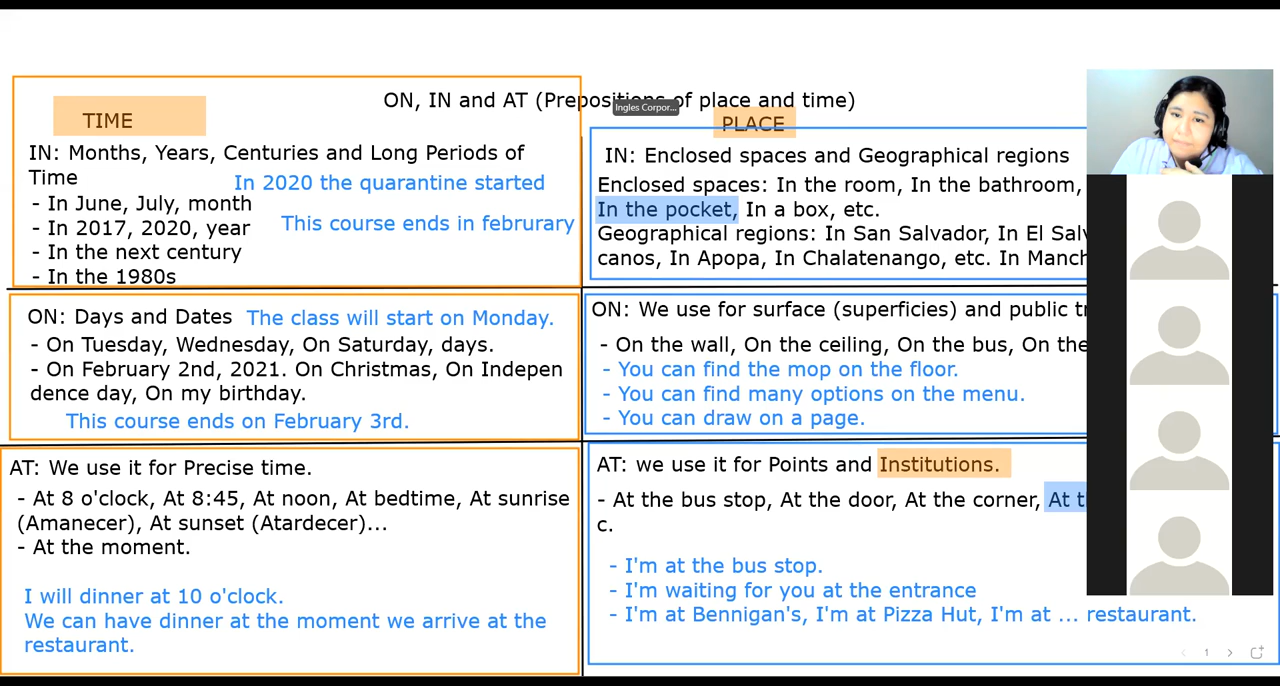 ON, IN and AT (Prepositions of place and time)
Ingles Corpor...
TIME
IN: Months, Years, Centuries and Long Periods of
Time
In 2020 the quarantine started
- In June, July, month
This course ends in februrary
- In 2017, 2020, year
- In the next century
- In the 1980s
PLACE
IN: Enclosed spaces and Geographical regions
Enclosed spaces: In the room, In the bathroom,
In the pocket, In a box, etc.
Geographical regions: In San Salvador, In El
canos, In Apopa, In Chalatenango, etc. In
ON: Days and Dates
The class will start on Monday.
- On Tuesday, Wednesday, On Saturday, days.
- On February 2nd, 2021. On Christmas, On Indepen
dence day, On my birthday.
This course ends on February 3rd.
ON: We use for surface (superficies) and public
- On the wall, On the ceiling, On the bus, On the
- You can find the mop on the floor.
- You can find many options on the menu.
- You can draw on a page.
AT: We use it for Precise time.
- At 8 o'clock, At 8:45, At noon, At bedtime, At sunrise
(Amanecer), At sunset (Atardecer)...
- At the moment.
I will dinner at 10 o'clock.
We can have dinner at the moment we arrive at the
restaurant.
AT: we use it for Points and Institutions.
- At the bus stop, At the door, At the corner, At
c.
- I'm at the bus stop.
- I'm waiting for you at the entrance
- I'm at Bennigan's, I'm at Pizza Hut, I'm at ... restaurant.
1